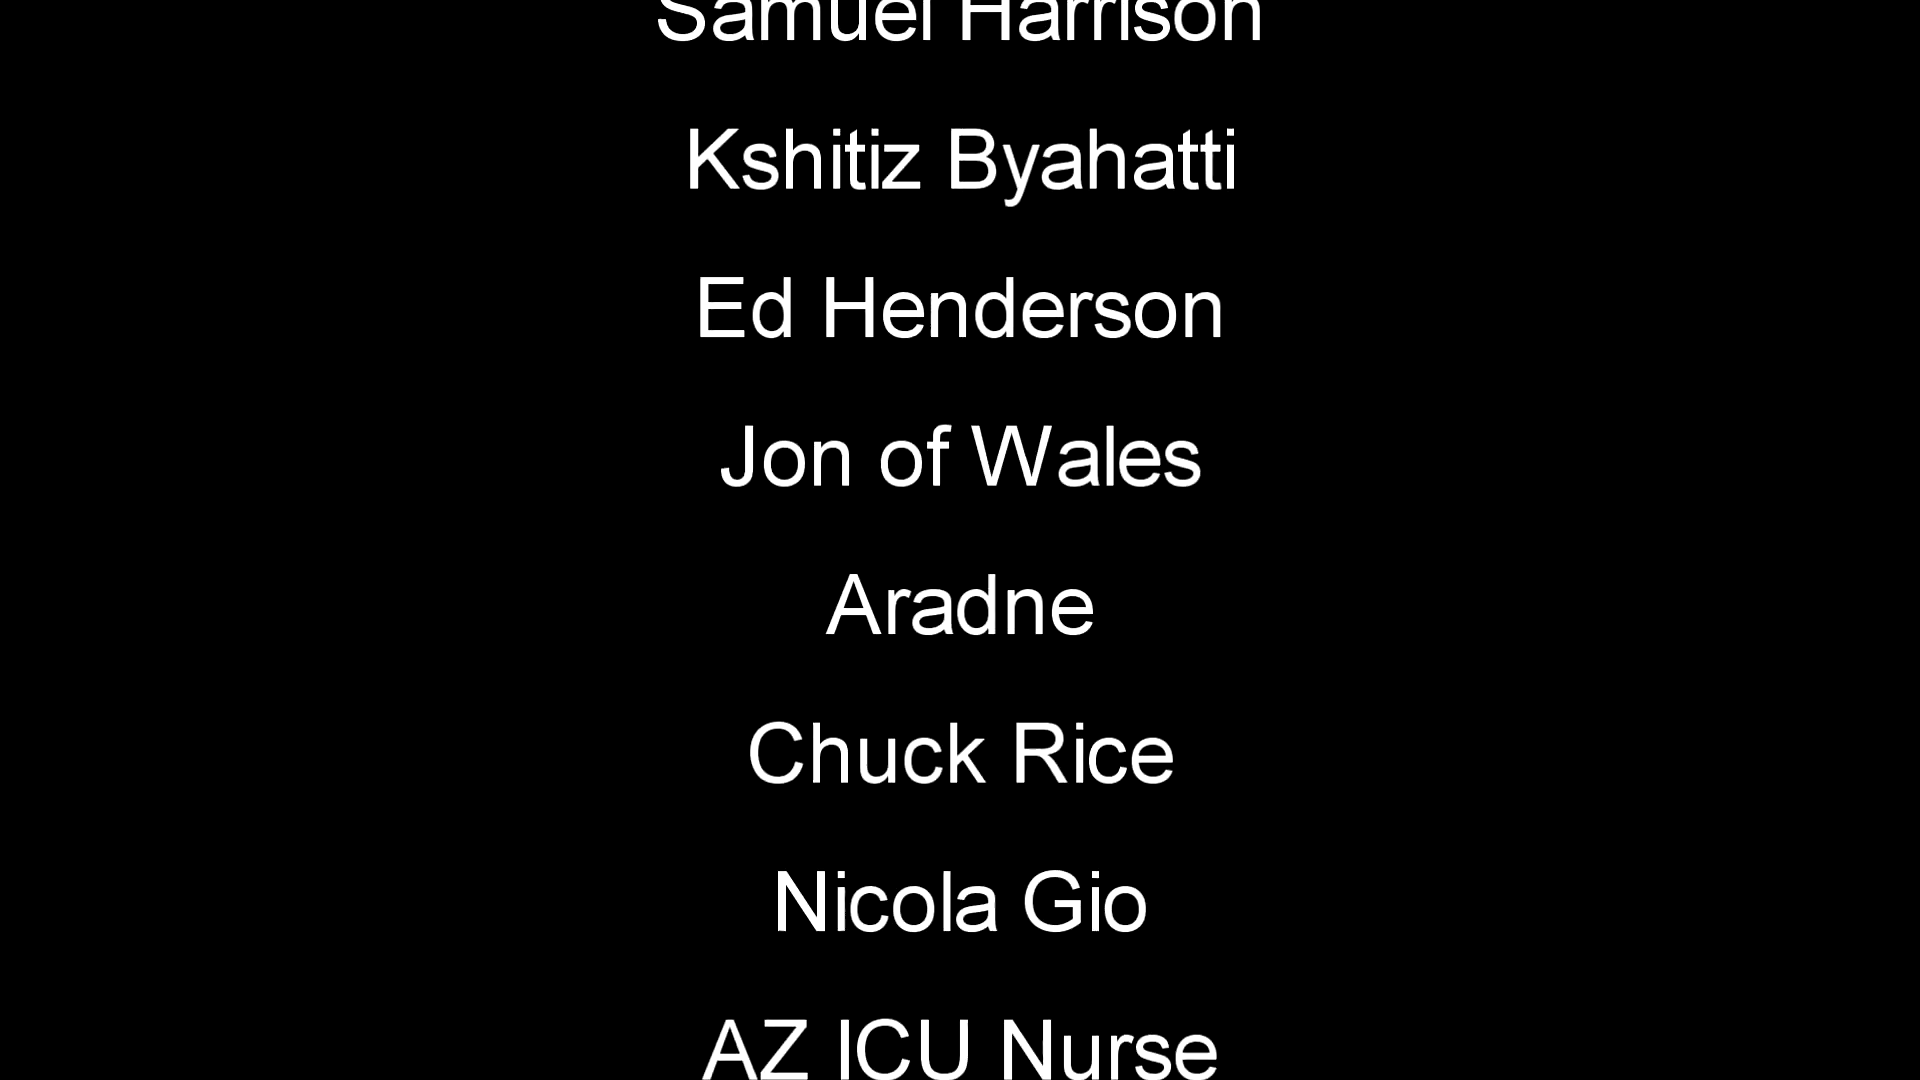 Samuel Harrison
Kshitiz Byahatti
Ed Henderson
Jon of Wales
Aradne
Chuck Rice
Nicola Gio
AZ ICU Nurse